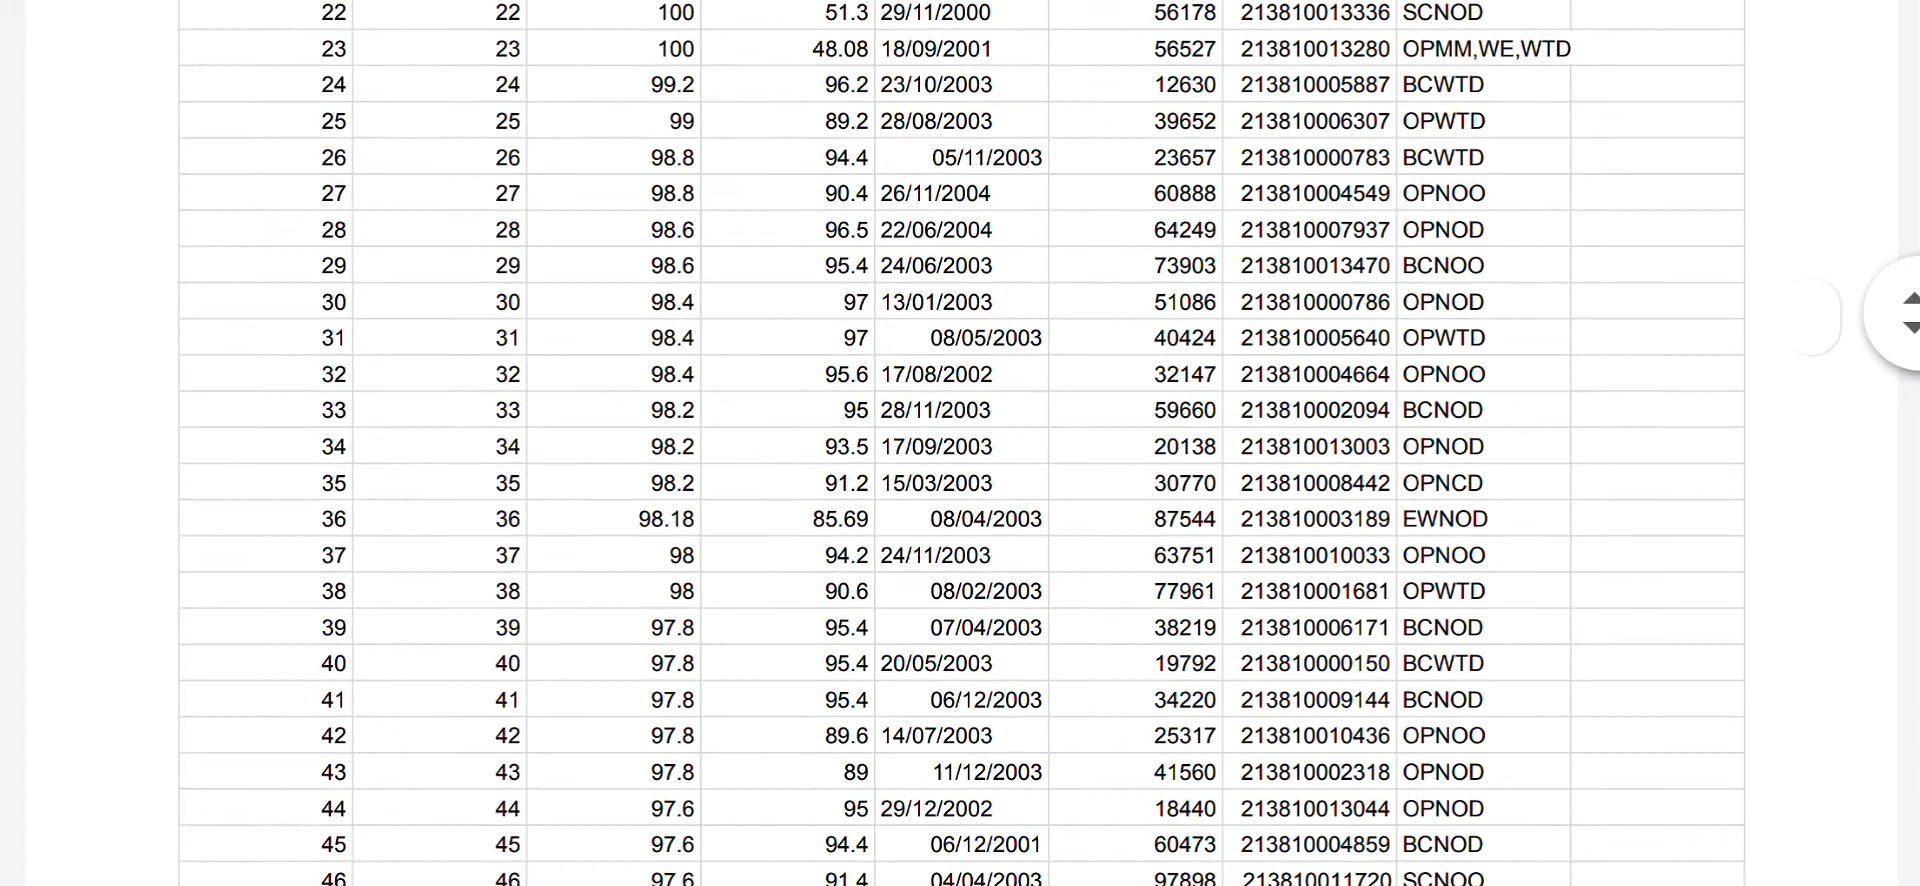 22 22 100 51.3 29/11/2000 56178 213810013336 SCNOD
23 23 100 48.08 18/09/2001 56527 213810013280 OPMM,WE,WTD
24 24 99.2 96.2 23/10/2003 12630 213810005887 BCWTD
25 25 99 89.2 28/08/2003 39652 213810006307 OPWTD
26 26 98.8 94.4 05/11/2003 23657 213810000783 BCWTD
27 27 98.8 90.4 26/11/2004 60888 213810004549 OPNOO
28 28 98.6 96.5 22/06/2004 64249 213810007937 OPNOD
29 29 98.6 95.4 24/06/2003 73903 213810013470 BCNOO
30 30 98.4 97 13/01/2003 51086 213810000786 OPNOD
31 31 98.4 97 08/05/2003 40424 213810005640 OPWTD
32 32 98.4 95.6 17/08/2002 32147 213810004664 OPNOO
33 33 98.2 95 28/11/2003 59660 213810002094 BCNOD
34 34 98.2 93.5 17/09/2003 20138 213810013003 OPNOD
35 35 98.2 91.2 15/03/2003 30770 213810008442 OPNCD
36 36 98.18 85.69 08/04/2003 87544 213810003189 EWNOD
37 37 98 94.2 24/11/2003 63751 213810010033 OPNOO
38 38 98 90.6 08/02/2003 77961 213810001681 OPWTD
39 39 97.8 95.4 07/04/2003 38219 213810006171 BCNOD
40 40 97.8 95.4 20/05/2003 19792 213810000150 BCWTD
41 41 97.8 95.4 06/12/2003 34220 213810009144 BCNOD
42 42 97.8 89.6 14/07/2003 25317 213810010436 OPNOO
43 43 97.8 89 11/12/2003 41560 213810002318 OPNOD
44 44 97.6 95 29/12/2002 18440 213810013044 OPNOD
45 45 97.6 94.4 06/12/2001 60473 213810004859 BCNOD
46 46 97.6 91.4 04/04/2003 97898 213810011720 SCNOO